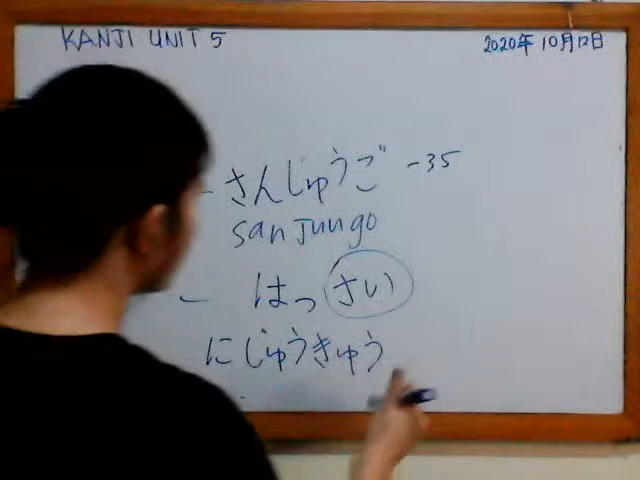 KANJI UNIT 5
2020年10月12日
- さんじゅうご -35
sanjuugo
- はっさい
にじゅうきゅう